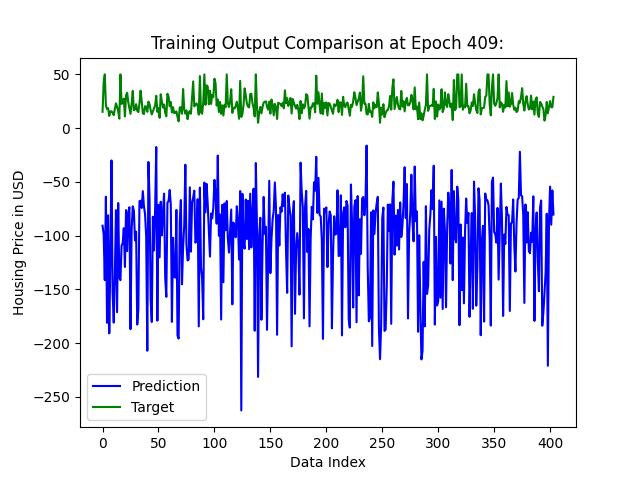 Training Output Comparison at Epoch 409:
Housing Price in USD
50
0
−50
−100
−150
−200
−250
Prediction
Target
0 50 100 150 200 250 300 350 400
Data Index